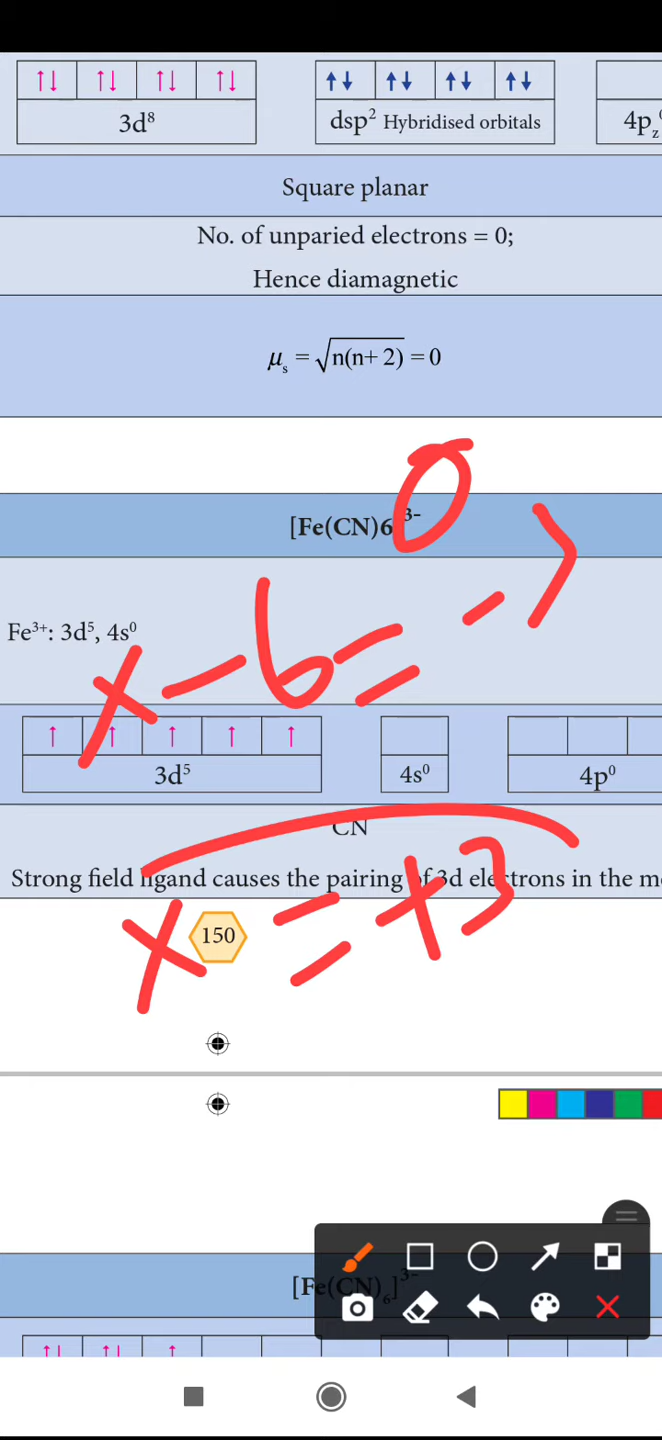 3d⁸
dsp² Hybridised orbitals
4p_z⁰
Square planar
No. of unparied electrons = 0;
Hence diamagnetic
μₛ = √n(n+ 2) = 0
[Fe(CN)6]3-
Fe³⁺: 3d⁵, 4s⁰
x - 6 = -3
3d⁵
4s⁰
4p⁰
CN
Strong field ligand causes the pairing of 3d electrons in the
x = +3
150
[Fe(CN)₆]³⁻